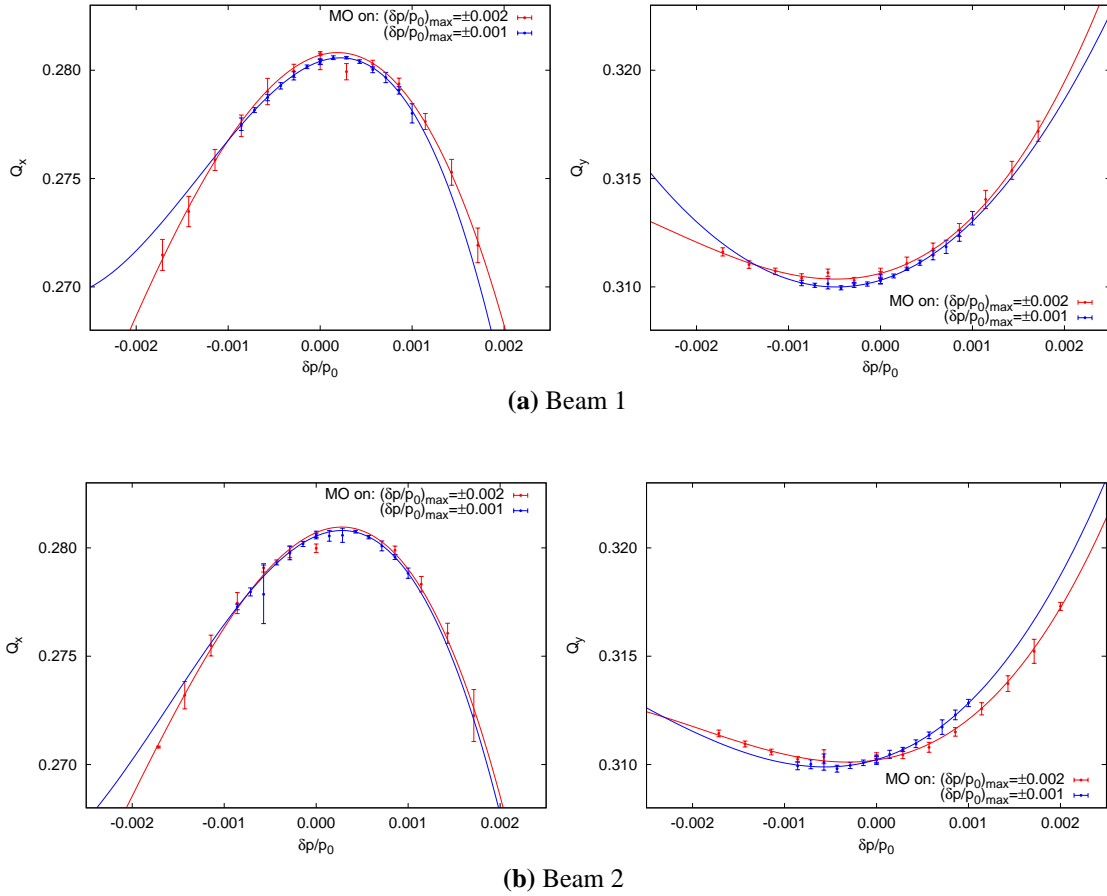 MO on: (δp/p0)max=±0.002
(δp/p0)max=±0.001
0.280
0.275
0.270
Qx
-0.002 -0.001 0.000 0.001 0.002
δp/p0
0.320
0.315
0.310
Qy
MO on: (δp/p0)max=±0.002
(δp/p0)max=±0.001
-0.002 -0.001 0.000 0.001 0.002
δp/p0
(a) Beam 1
MO on: (δp/p0)max=±0.002
(δp/p0)max=±0.001
0.280
0.275
0.270
Qx
-0.002 -0.001 0.000 0.001 0.002
δp/p0
0.320
0.315
0.310
Qy
MO on: (δp/p0)max=±0.002
(δp/p0)max=±0.001
-0.002 -0.001 0.000 0.001 0.002
δp/p0
(b) Beam 2